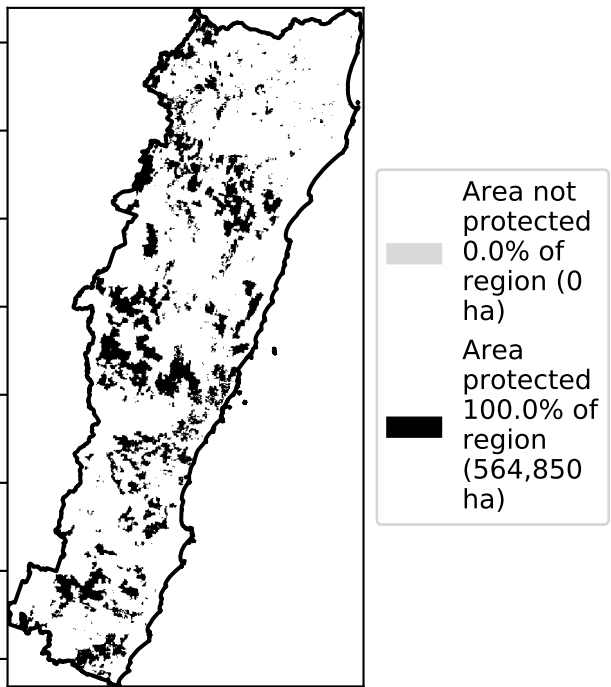 Area not
protected
0.0% of
region (0
ha)
Area
protected
100.0% of
region
(564,850
ha)